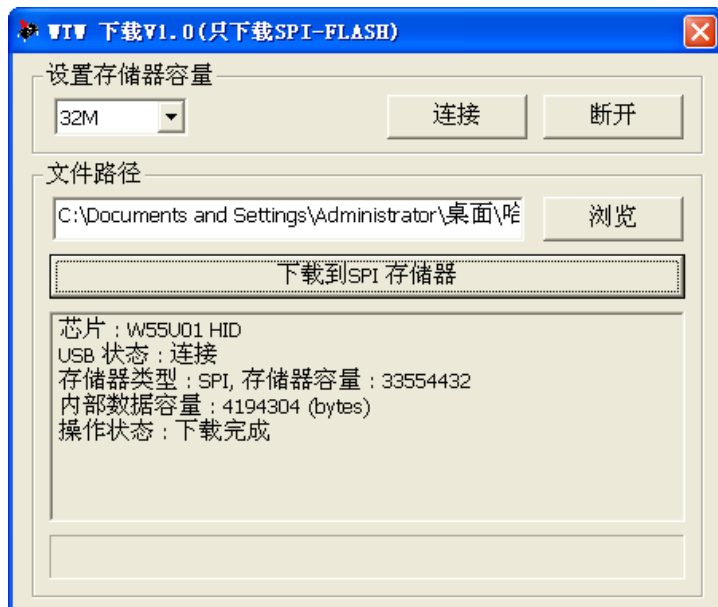 WTW 下载V1.0(只下载SPI-FLASH)
设置存储器容量
32M
连接
断开
文件路径
C:\Documents and Settings\Administrator\桌面\哈
浏览
下载到SPI 存储器
芯片：W55U01 HID
USB 状态：连接
存储器类型：SPI, 存储器容量：33554432
内部数据容量：4194304 (bytes)
操作状态：下载完成